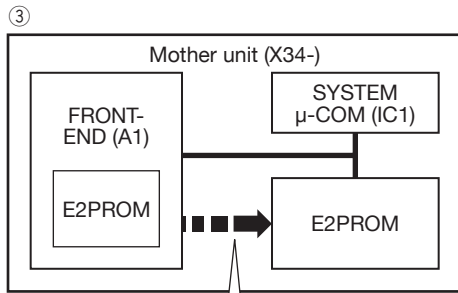 ③
Mother unit (X34-)
FRONT-
END (A1)
E2PROM
SYSTEM
µ-COM (IC1)
E2PROM